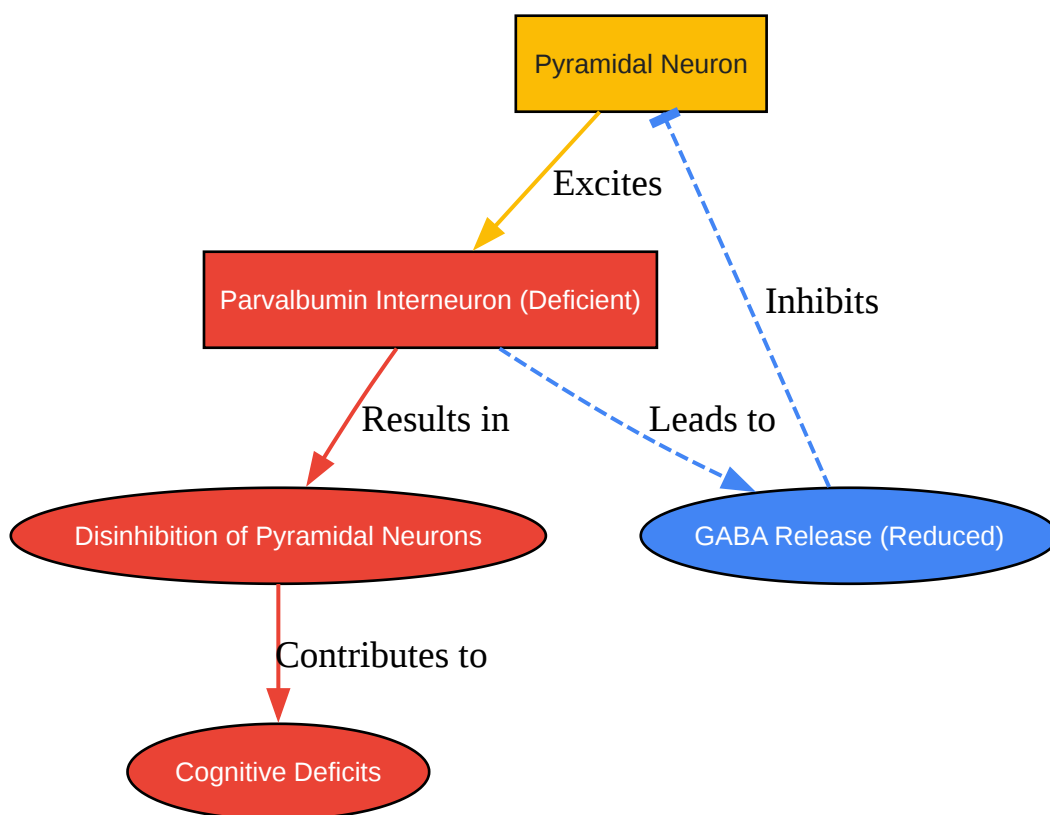 Pyramidal Neuron
Excites
Parvalbumin Interneuron (Deficient)
Inhibits
Results in
Leads to
Disinhibition of Pyramidal Neurons
GABA Release (Reduced)
Contributes to
Cognitive Deficits